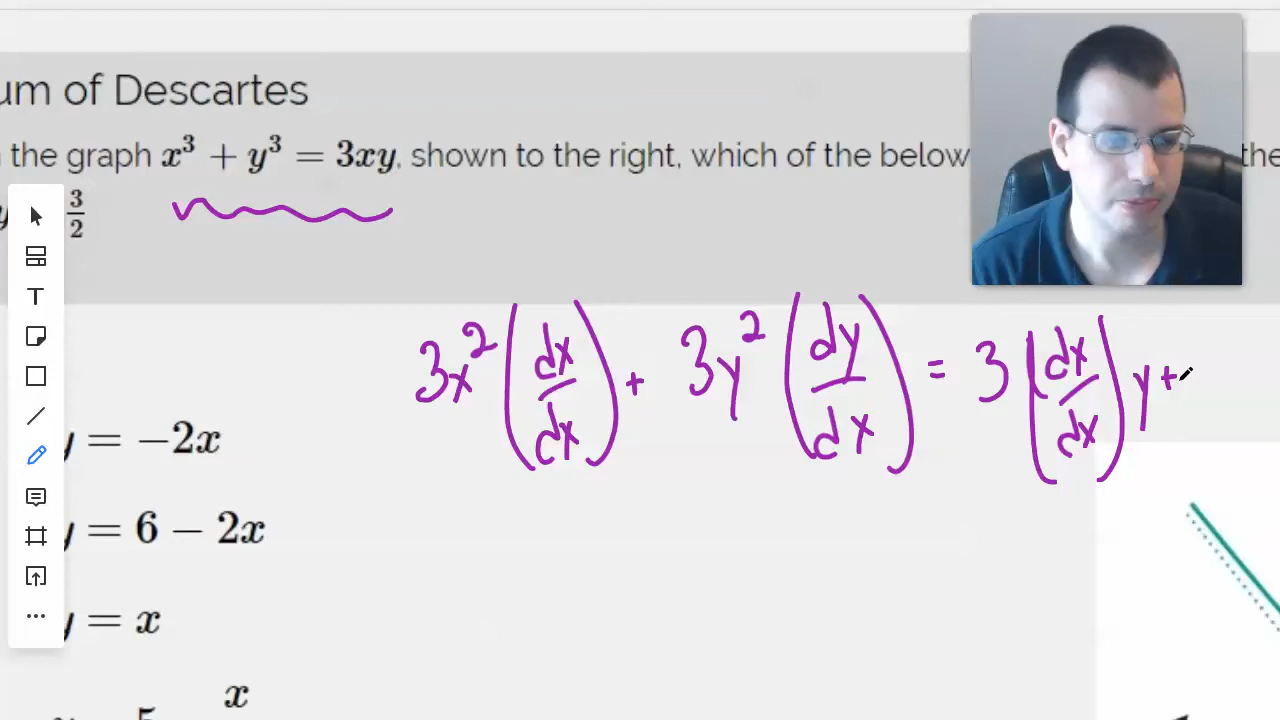 um of Descartes
the graph x³ + y³ = 3xy, shown to the right, which of the below the
3/2
3x² (dx/dx) + 3y² (dy/dx) = 3 (dx/dx) y +
y = −2x
y = 6 − 2x
y = x
x
T